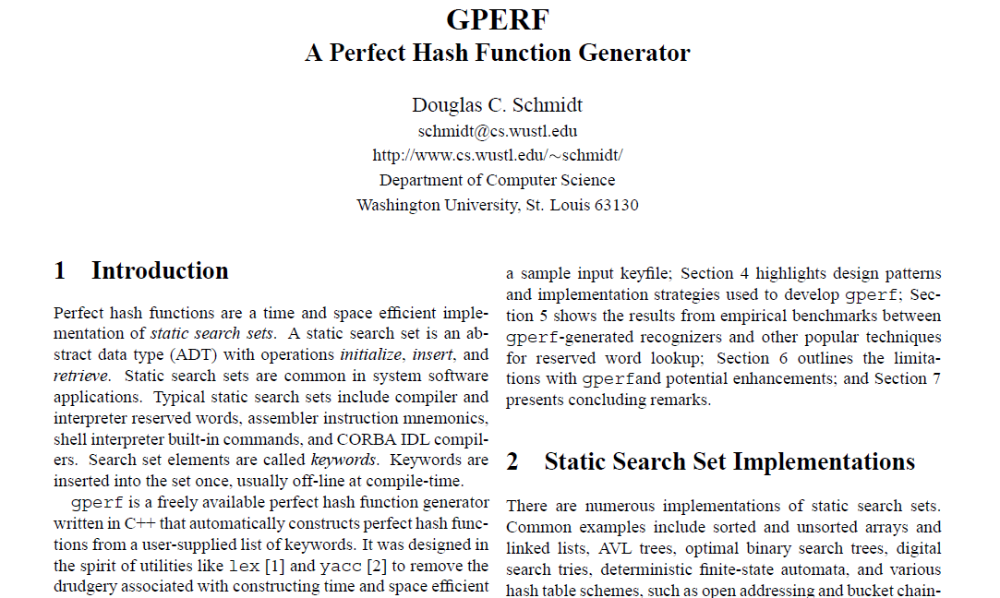 GPERF
A Perfect Hash Function Generator
Douglas C. Schmidt
schmidt@cs.wustl.edu
http://www.cs.wustl.edu/∼schmidt/
Department of Computer Science
Washington University, St. Louis 63130
1 Introduction
Perfect hash functions are a time and space efficient imple-
mentation of static search sets. A static search set is an ab-
stract data type (ADT) with operations initialize, insert, and
retrieve. Static search sets are common in system software
applications. Typical static search sets include compiler and
interpreter reserved words, assembler instruction mnemonics,
shell interpreter built-in commands, and CORBA IDL compil-
ers. Search set elements are called keywords. Keywords are
inserted into the set once, usually off-line at compile-time.
gperf is a freely available perfect hash function generator
written in C++ that automatically constructs perfect hash func-
tions from a user-supplied list of keywords. It was designed in
the spirit of utilities like lex [1] and yacc [2] to remove the
drudgery associated with constructing time and space efficient
a sample input keyfile; Section 4 highlights design patterns
and implementation strategies used to develop gperf; Sec-
tion 5 shows the results from empirical benchmarks between
gperf-generated recognizers and other popular techniques
for reserved word lookup; Section 6 outlines the limita-
tions with gperfand potential enhancements; and Section 7
presents concluding remarks.
2 Static Search Set Implementations
There are numerous implementations of static search sets.
Common examples include sorted and unsorted arrays and
linked lists, AVL trees, optimal binary search trees, digital
search tries, deterministic finite-state automata, and various
hash table schemes, such as open addressing and bucket chain-